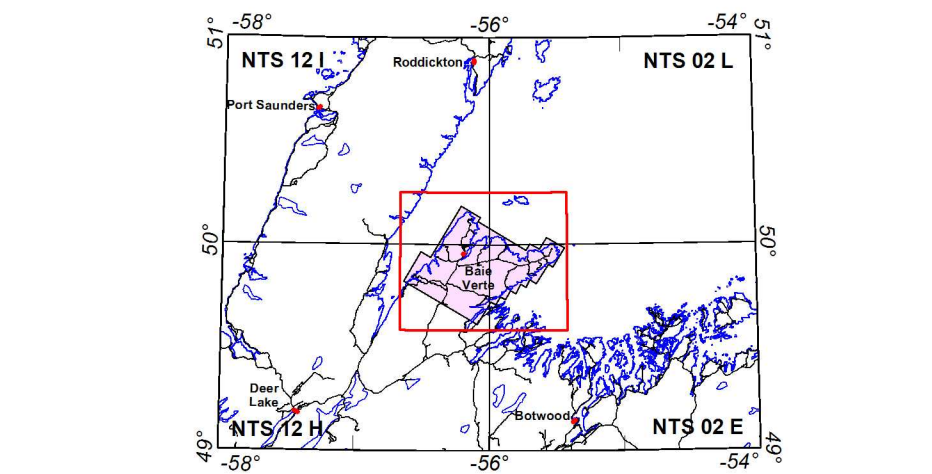 -58°
-56°
-54°
51°
51°
NTS 12 I
Roddickton
NTS 02 L
Port Saunders
50°
50°
Baie
Verte
Deer
Lake
Botwood
NTS 12 H
NTS 02 E
49°
49°
-58°
-56°
-54°